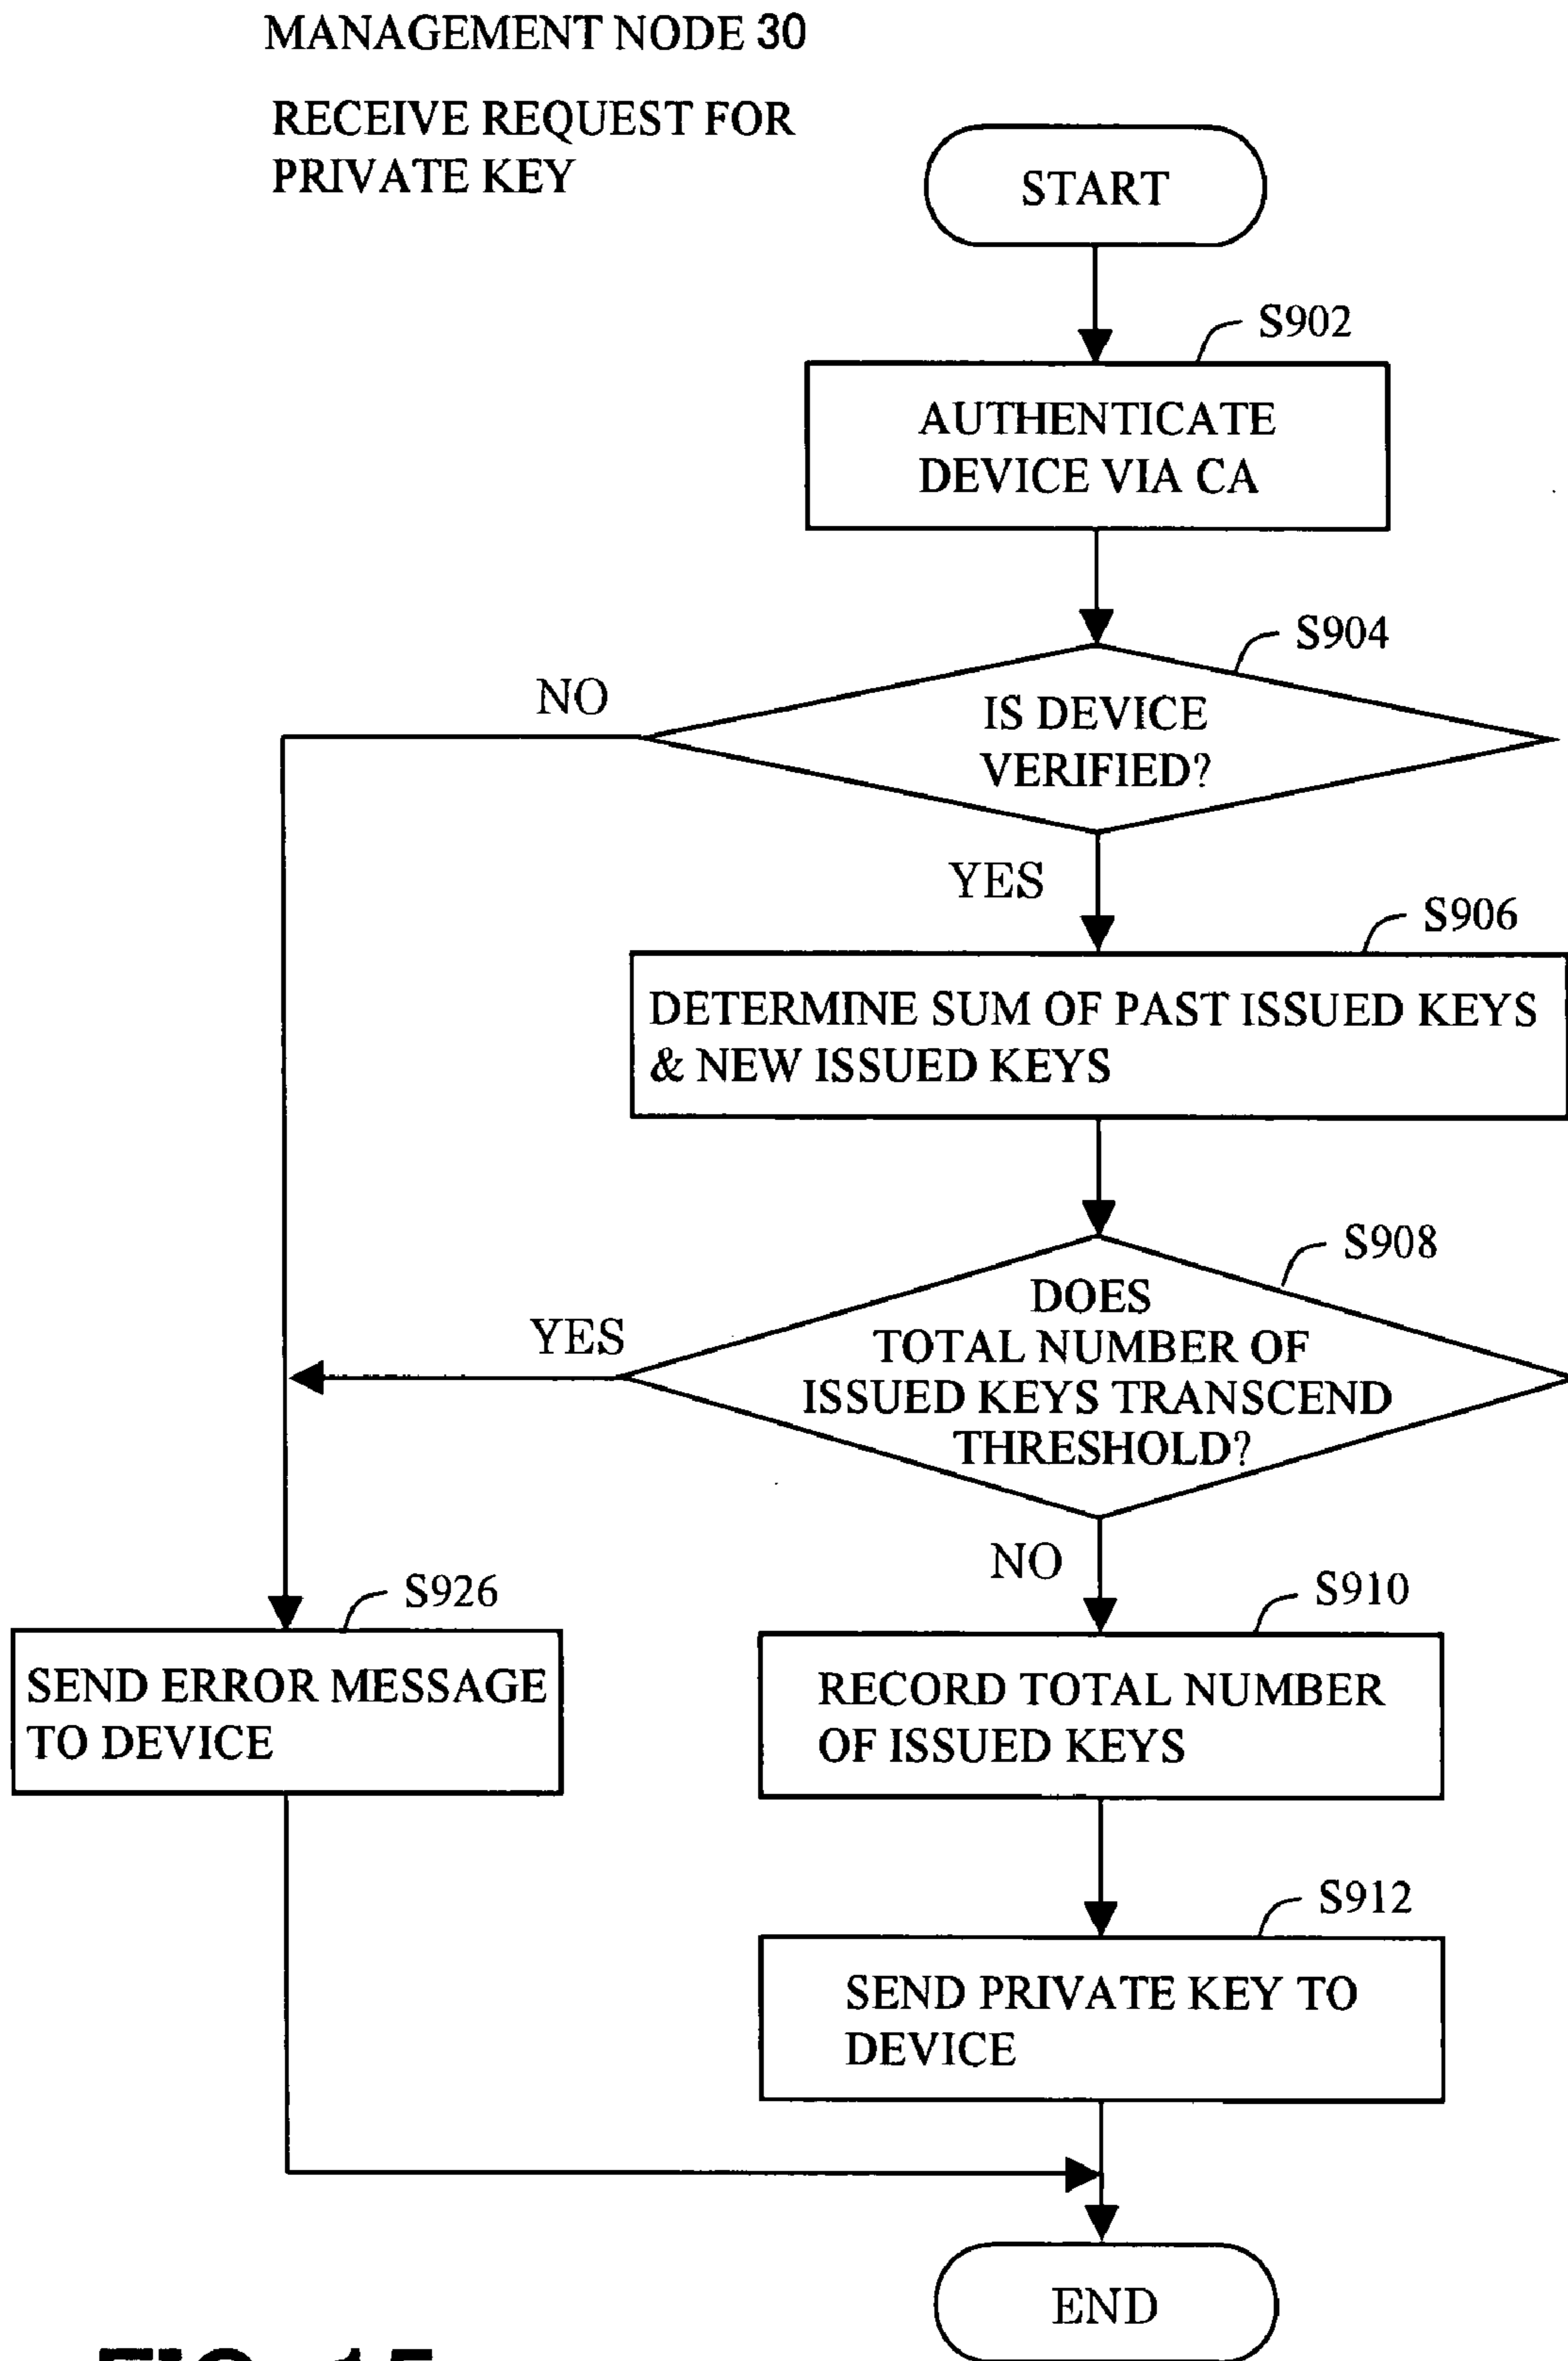 MANAGEMENT NODE 30
RECEIVE REQUEST FOR
PRIVATE KEY
START
S902
AUTHENTICATE
DEVICE VIA CA
S904
NO
IS DEVICE
VERIFIED?
YES
S906
DETERMINE SUM OF PAST ISSUED KEYS
& NEW ISSUED KEYS
S908
DOES
TOTAL NUMBER OF
ISSUED KEYS TRANSCEND
THRESHOLD?
YES
NO
S926
SEND ERROR MESSAGE
TO DEVICE
S910
RECORD TOTAL NUMBER
OF ISSUED KEYS
S912
SEND PRIVATE KEY TO
DEVICE
END